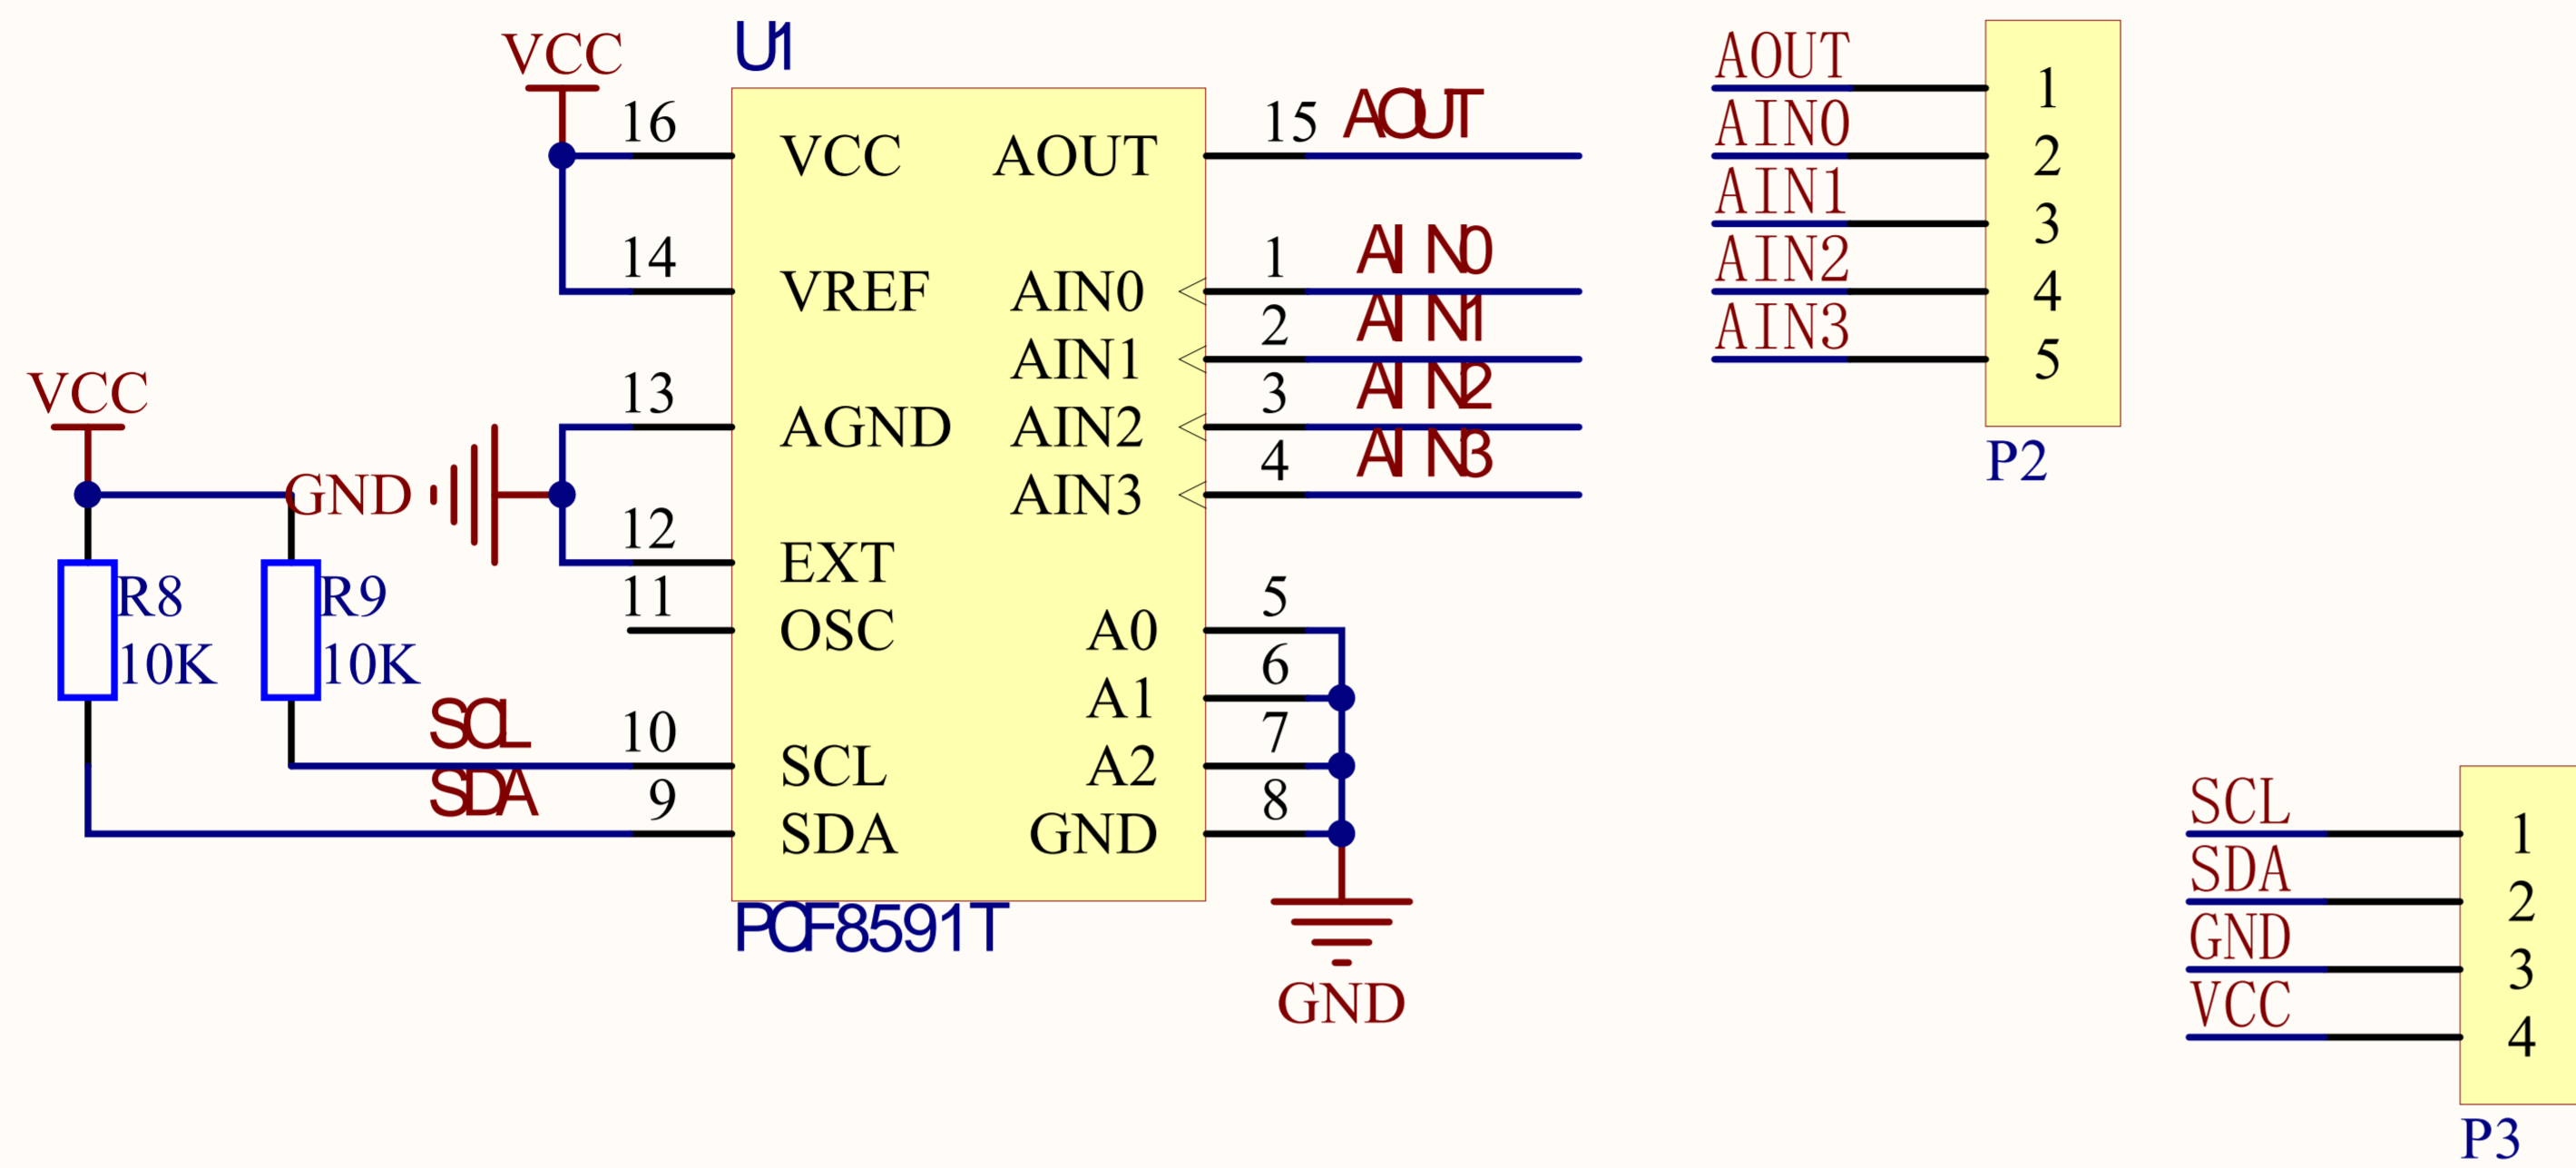 U1
VCC
16 VCC AOUT 15 AOUT
14 VREF AIN0 1 AIN0
AIN1 2 AIN1
13 AGND AIN2 3 AIN2
AIN3 4 AIN3
12 EXT
11 OSC A0 5
A1 6
10 SCL A2 7
9 SDA GND 8
PCF8591T
VCC
GND
R8
10K
R9
10K
SCL
SDA
GND
AOUT 1
AIN0 2
AIN1 3
AIN2 4
AIN3 5
P2
SCL 1
SDA 2
GND 3
VCC 4
P3